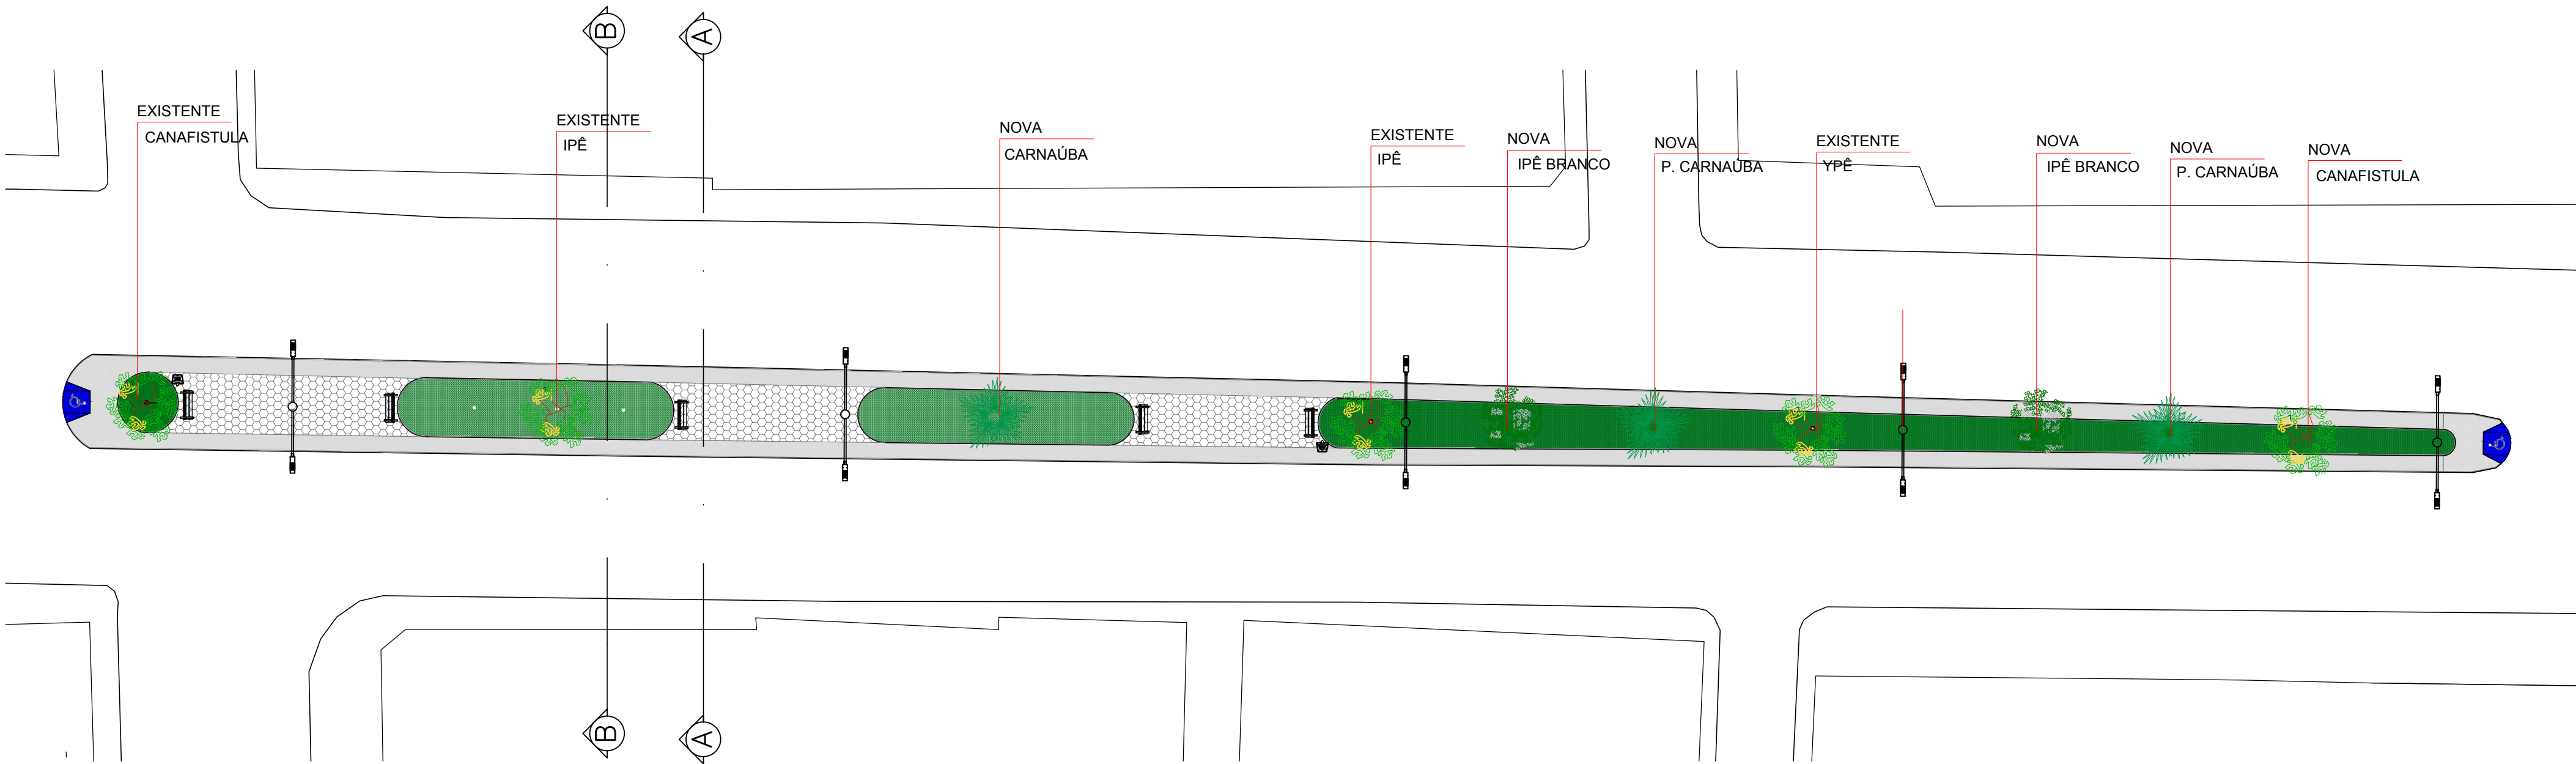 B
A
EXISTENTE
CANAFISTULA
EXISTENTE
IPÊ
NOVA
CARNAÚBA
EXISTENTE
IPÊ
NOVA
IPÊ BRANCO
NOVA
P. CARNAÚBA
EXISTENTE
YPÊ
NOVA
IPÊ BRANCO
NOVA
P. CARNAÚBA
NOVA
CANAFISTULA
B
A